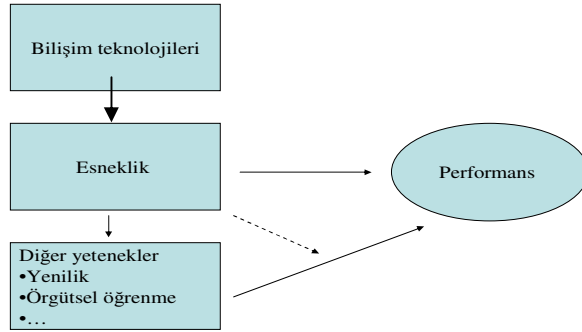 Bilişim teknolojileri
Esneklik
Performans
Diğer yetenekler
•Yenilik
•Örgütsel öğrenme
•…